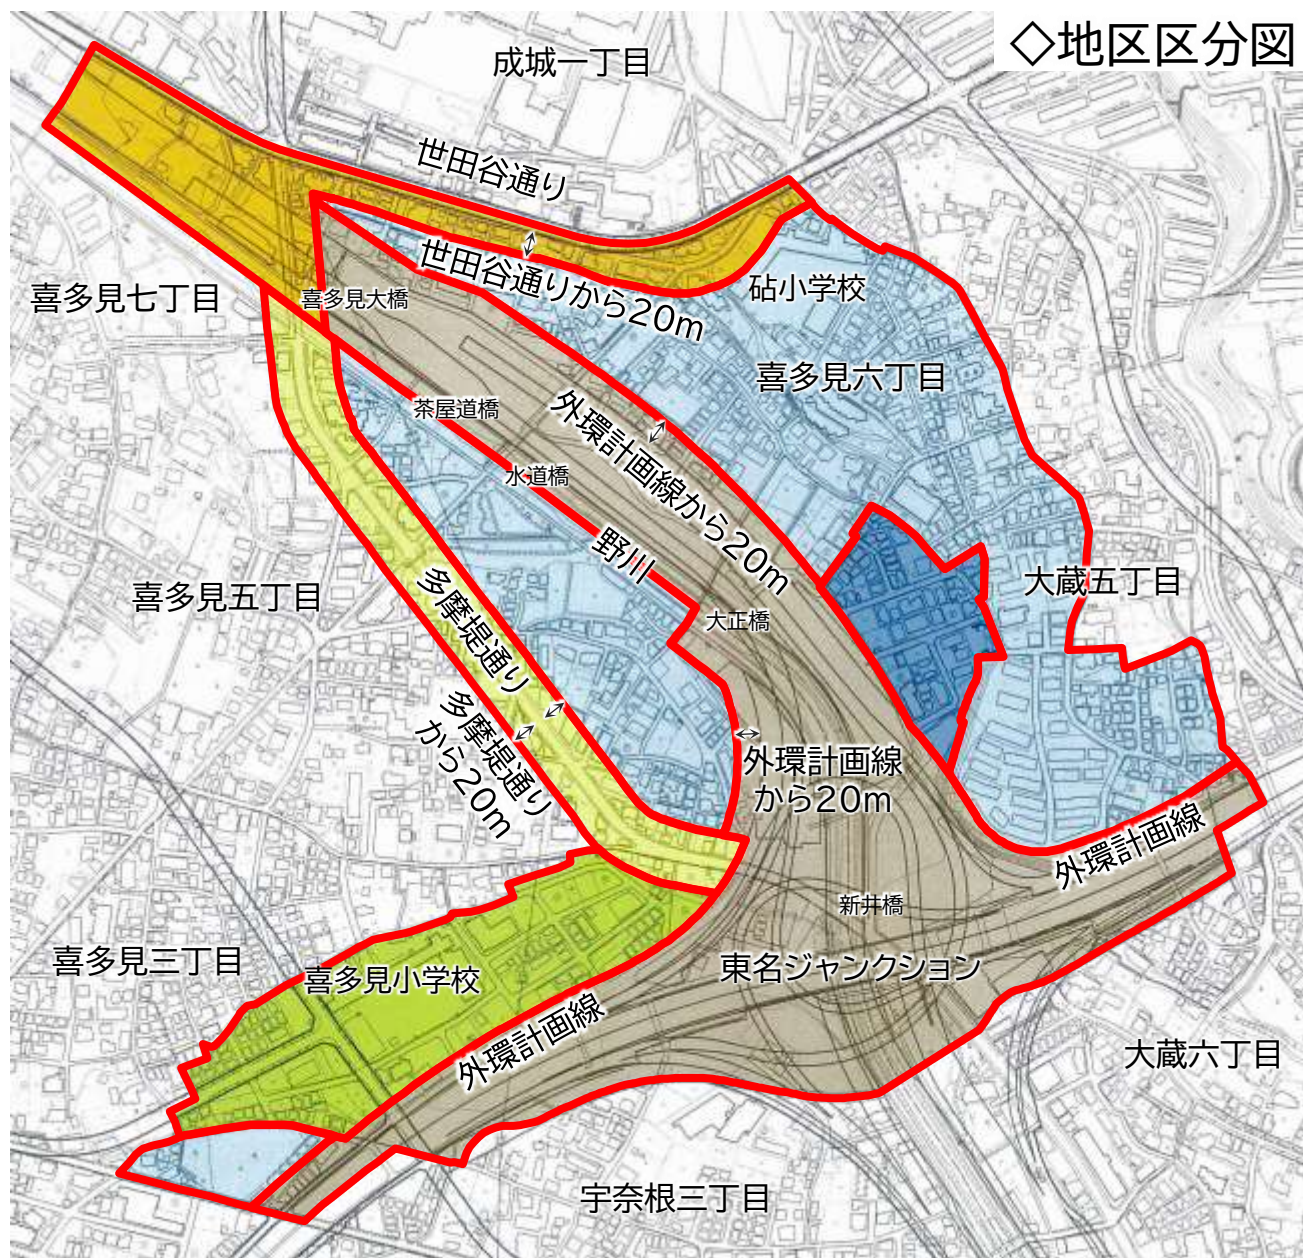 ◇地区区分図
成城一丁目
世田谷通り
世田谷通りから20m
砧小学校
喜多見七丁目
喜多見大橋
喜多見六丁目
茶屋道橋
外環計画線から20m
水道橋
野川
大蔵五丁目
喜多見五丁目
多摩堤通り
大正橋
多摩堤通り
から20m
外環計画線
から20m
外環計画線
新井橋
喜多見三丁目
喜多見小学校
東名ジャンクション
外環計画線
大蔵六丁目
宇奈根三丁目